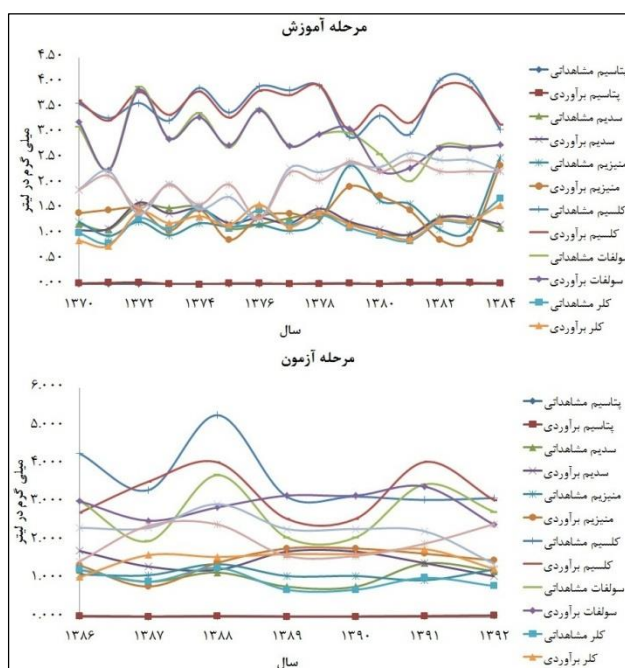 مرحله آموزش
۴.۵۰
۴.۰۰
۳.۵۰
۳.۰۰
۲.۵۰
۲.۰۰
۱.۵۰
۱.۰۰
۰.۵۰
۰.۰۰
میلی گرم در لیتر
۱۳۷۰ ۱۳۷۲ ۱۳۷۴ ۱۳۷۶ ۱۳۷۸ ۱۳۸۰ ۱۳۸۲ ۱۳۸۴
سال
پتاسیم مشاهداتی
پتاسیم برآوردی
سدیم مشاهداتی
سدیم برآوردی
منیزیم مشاهداتی
منیزیم برآوردی
کلسیم مشاهداتی
کلسیم برآوردی
سولفات مشاهداتی
سولفات برآوردی
کلر مشاهداتی
کلر برآوردی
مرحله آزمون
۶.۰۰۰
۵.۰۰۰
۴.۰۰۰
۳.۰۰۰
۲.۰۰۰
۱.۰۰۰
۰.۰۰۰
میلی گرم در لیتر
۱۳۸۶ ۱۳۸۷ ۱۳۸۸ ۱۳۸۹ ۱۳۹۰ ۱۳۹۱ ۱۳۹۲
سال
پتاسیم مشاهداتی
پتاسیم برآوردی
سدیم مشاهداتی
سدیم برآوردی
منیزیم مشاهداتی
منیزیم برآوردی
کلسیم مشاهداتی
کلسیم برآوردی
سولفات مشاهداتی
سولفات برآوردی
کلر مشاهداتی
کلر برآوردی